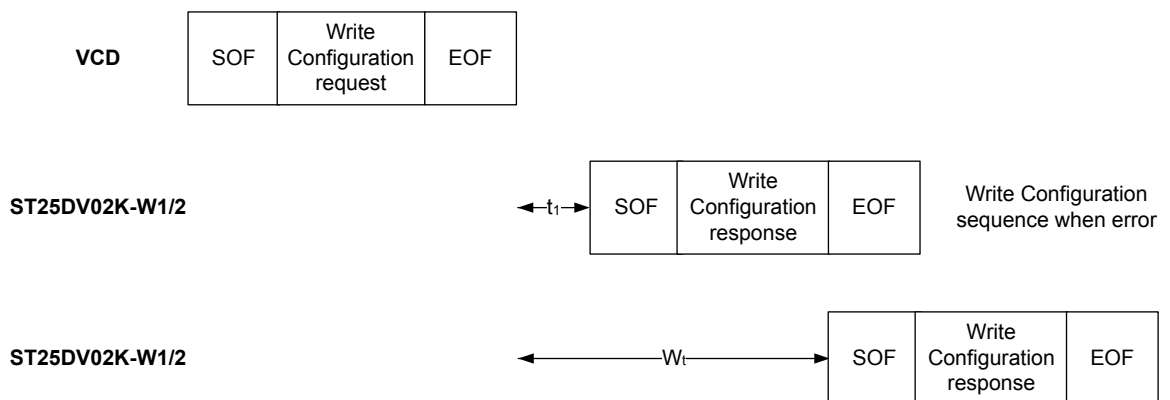 VCD
SOF
Write
Configuration
request
EOF
ST25DV02K-W1/2
t1
SOF
Write
Configuration
response
EOF
Write Configuration
sequence when error
ST25DV02K-W1/2
Wt
SOF
Write
Configuration
response
EOF